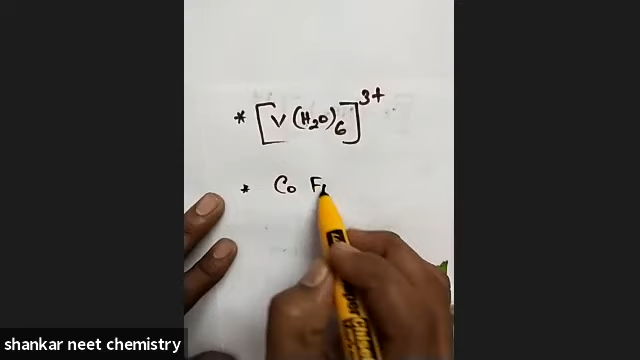 * [V(H₂O)₆]³⁺
* Co F
shankar neet chemistry